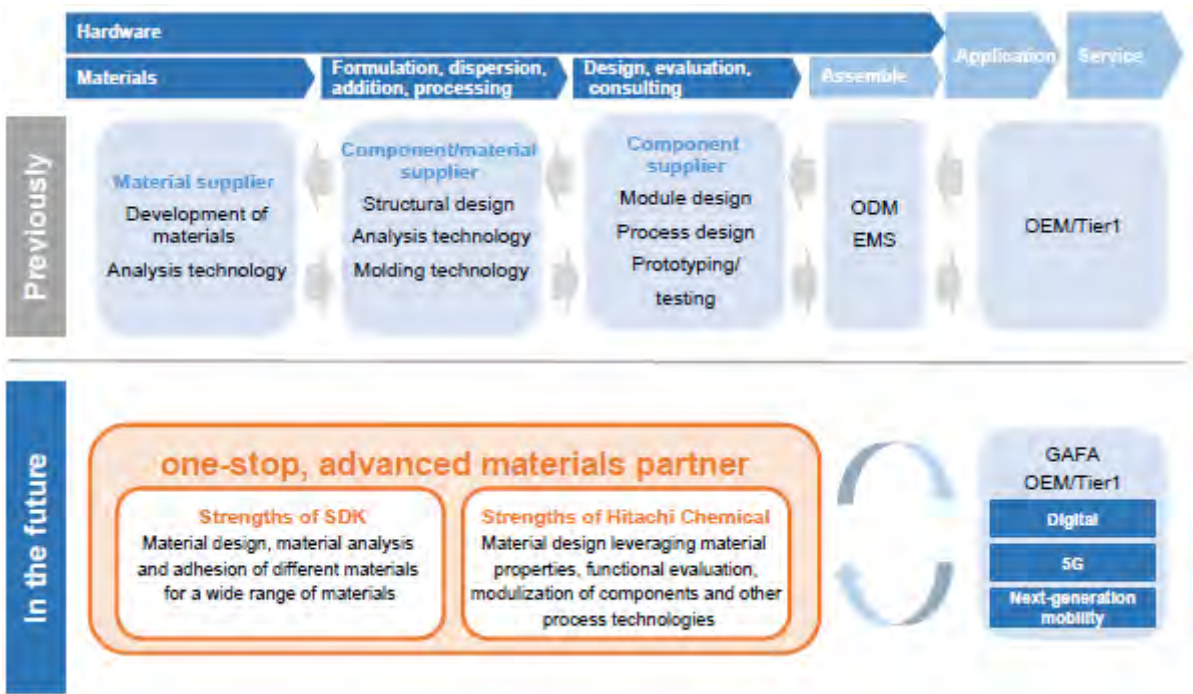 Hardware
Application
Service
Materials
Formulation, dispersion,
addition, processing
Design, evaluation,
consulting
Assemble
Previously
Material supplier
Development of
materials
Analysis technology
Component/material
supplier
Structural design
Analysis technology
Molding technology
Component
supplier
Module design
Process design
Prototyping/
testing
ODM
EMS
OEM/Tier1
In the future
one-stop, advanced materials partner
Strengths of SDK
Material design, material analysis
and adhesion of different materials
for a wide range of materials
Strengths of Hitachi Chemical
Material design leveraging material
properties, functional evaluation,
modulization of components and other
process technologies
GAFA
OEM/Tier1
Digital
5G
Next-generation
mobility